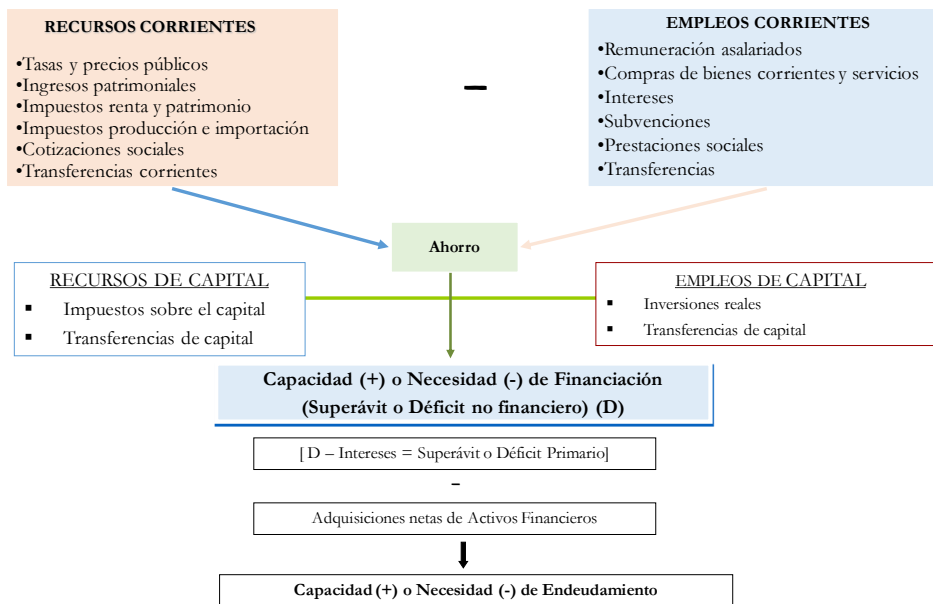 RECURSOS CORRIENTES
•Tasas y precios públicos
•Ingresos patrimoniales
•Impuestos renta y patrimonio
•Impuestos producción e importación
•Cotizaciones sociales
•Transferencias corrientes
–
EMPLEOS CORRIENTES
•Remuneración asalariados
•Compras de bienes corrientes y servicios
•Intereses
•Subvenciones
•Prestaciones sociales
•Transferencias
Ahorro
RECURSOS DE CAPITAL
▪ Impuestos sobre el capital
▪ Transferencias de capital
EMPLEOS DE CAPITAL
▪ Inversiones reales
▪ Transferencias de capital
Capacidad (+) o Necesidad (-) de Financiación
(Superávit o Déficit no financiero) (D)
[ D – Intereses = Superávit o Déficit Primario]
–
Adquisiciones netas de Activos Financieros
Capacidad (+) o Necesidad (-) de Endeudamiento